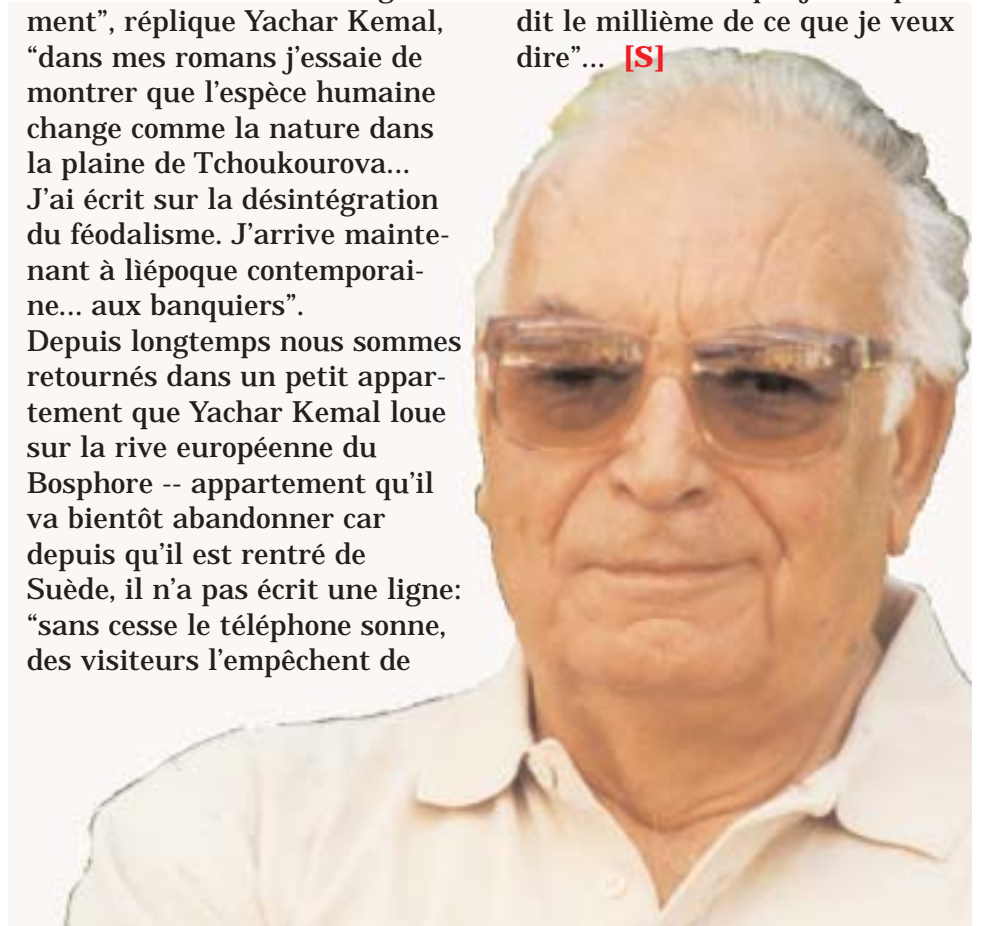 ment”, réplique Yachar Kemal,
“dans mes romans j'essaie de
montrer que l'espèce humaine
change comme la nature dans
la plaine de Tchoukourova...
J'ai écrit sur la désintégration
du féodalisme. J'arrive mainte-
nant à lìépoque contemporai-
ne... aux banquiers”.
Depuis longtemps nous sommes
retournés dans un petit appar-
tement que Yachar Kemal loue
sur la rive européenne du
Bosphore -- appartement qu'il
va bientôt abandonner car
depuis qu'il est rentré de
Suède, il n'a pas écrit une ligne:
“sans cesse le téléphone sonne,
des visiteurs l'empêchent de
dit le millième de ce que je veux
dire”... [S]